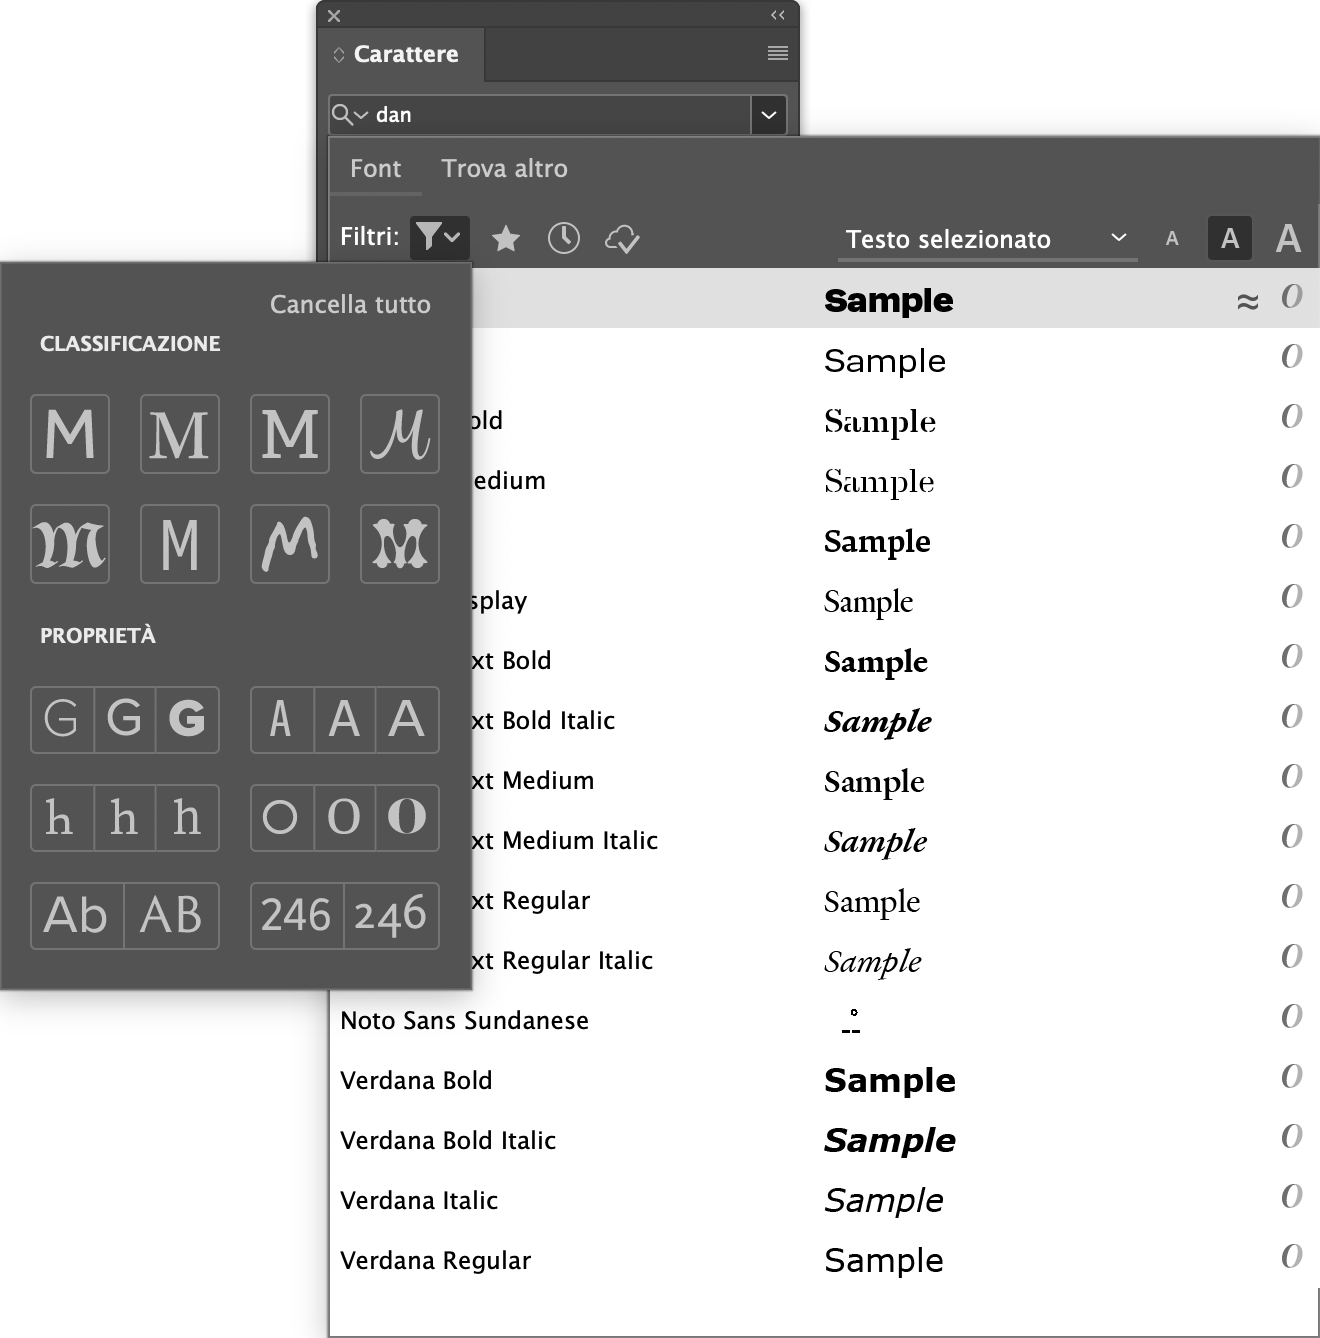 Carattere
dan
Font Trova altro
Filtri: Testo selezionato A A A
Cancella tutto
CLASSIFICAZIONE
M M M M
M M M M
PROPRIETÀ
G G G A A A
h h h O O O
Ab AB 246 246
Sample ≈ O
Sample O
old Sample O
edium Sample O
Sample O
splay Sample O
xt Bold Sample O
xt Bold Italic Sample O
xt Medium Sample O
xt Medium Italic Sample O
xt Regular Sample O
xt Regular Italic Sample O
Noto Sans Sundanese O
Verdana Bold Sample O
Verdana Bold Italic Sample O
Verdana Italic Sample O
Verdana Regular Sample O